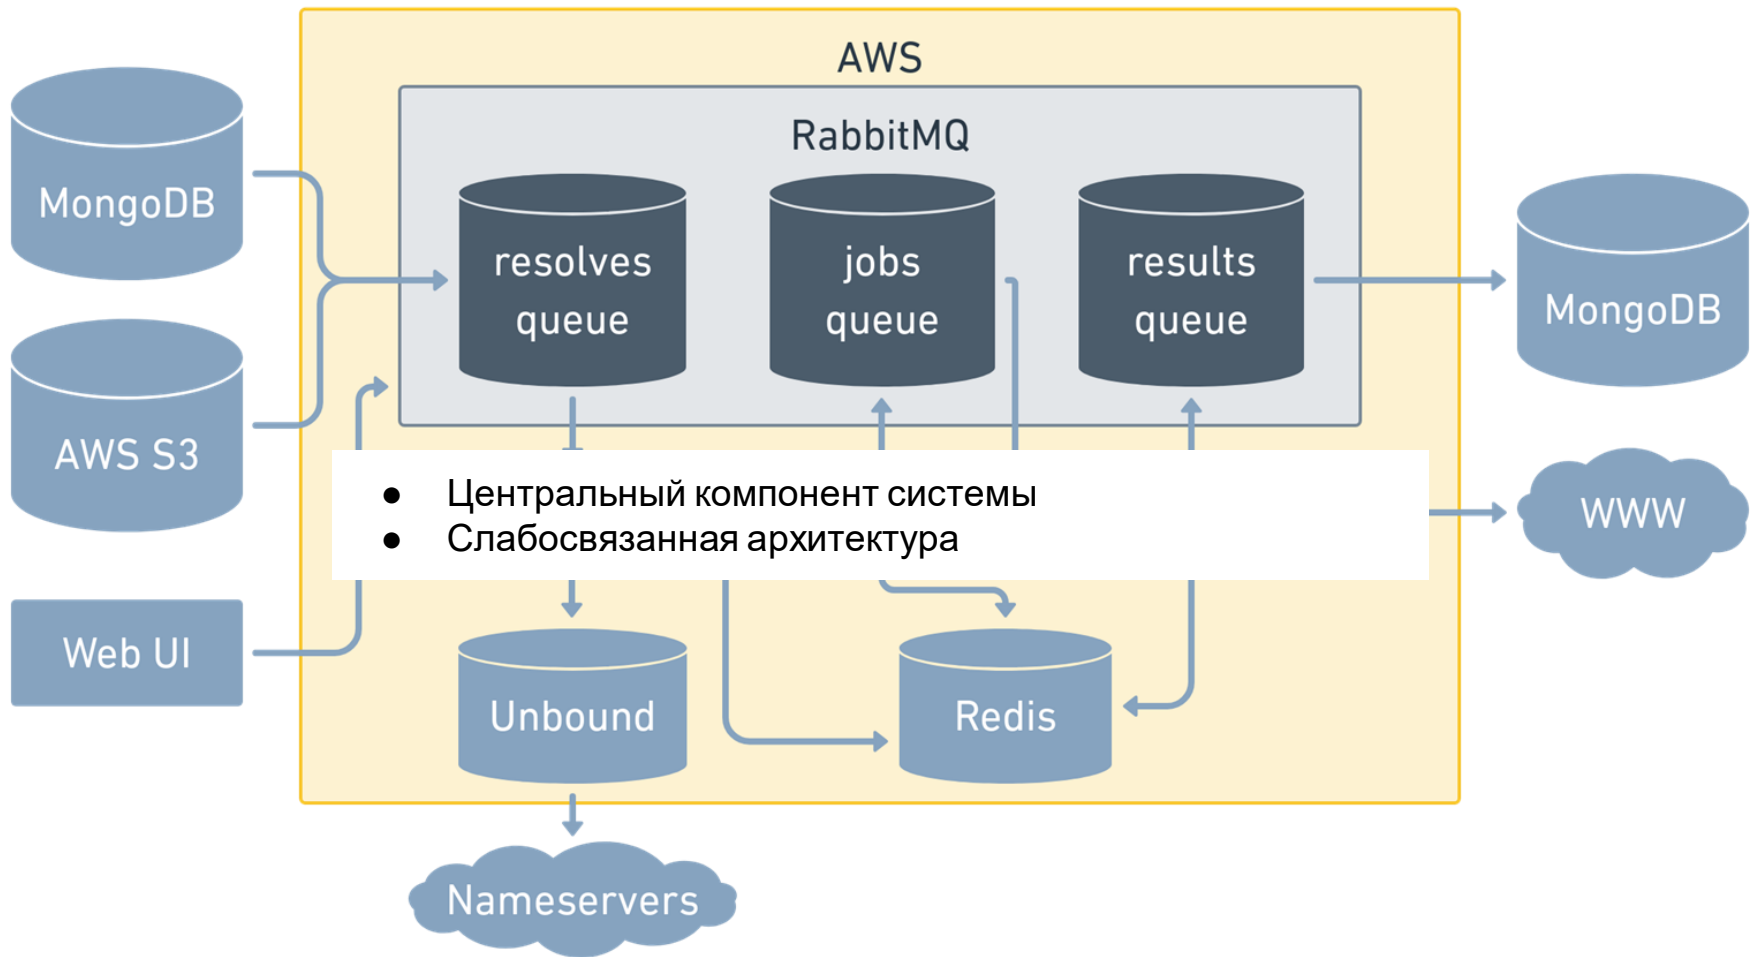 AWS
RabbitMQ
MongoDB
resolves
queue
jobs
queue
results
queue
MongoDB
AWS S3
● Центральный компонент системы
● Слабосвязанная архитектура
WWW
Web UI
Unbound
Redis
Nameservers